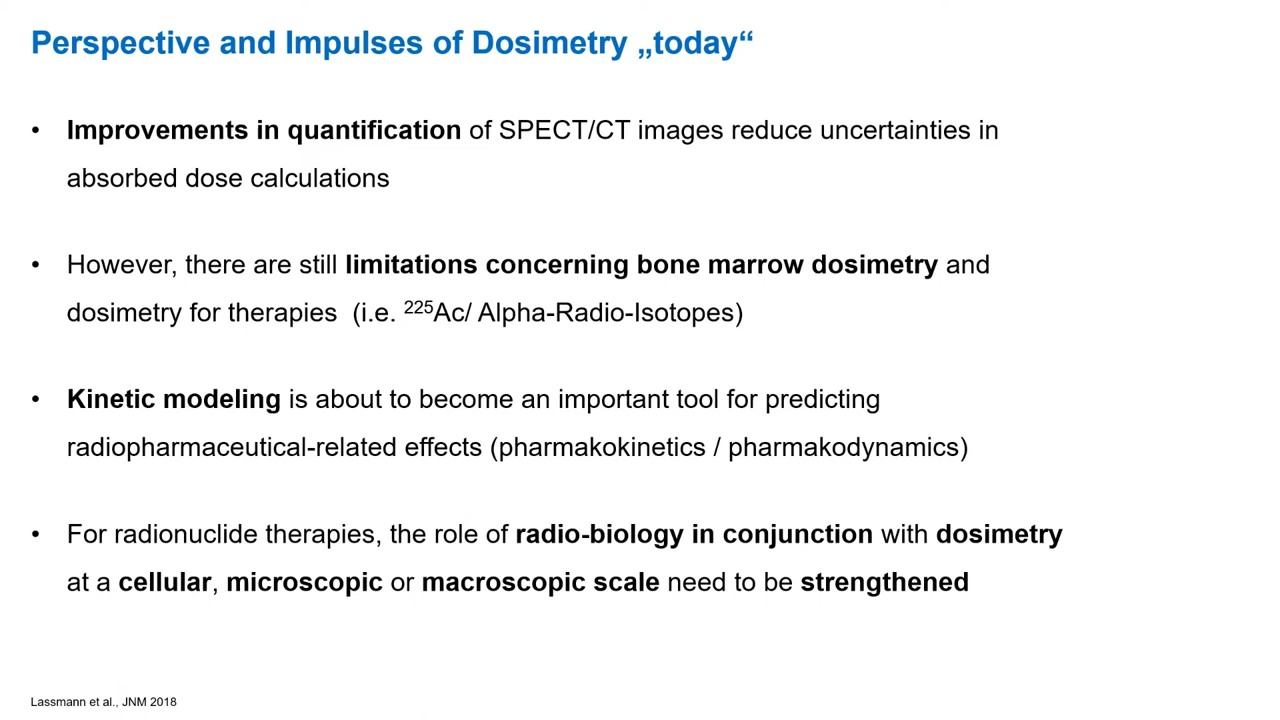 Perspective and Impulses of Dosimetry „today“
• Improvements in quantification of SPECT/CT images reduce uncertainties in
absorbed dose calculations
• However, there are still limitations concerning bone marrow dosimetry and
dosimetry for therapies (i.e. ²²⁵Ac/ Alpha-Radio-Isotopes)
• Kinetic modeling is about to become an important tool for predicting
radiopharmaceutical-related effects (pharmakokinetics / pharmakodynamics)
• For radionuclide therapies, the role of radio-biology in conjunction with dosimetry
at a cellular, microscopic or macroscopic scale need to be strengthened
Lassmann et al., JNM 2018